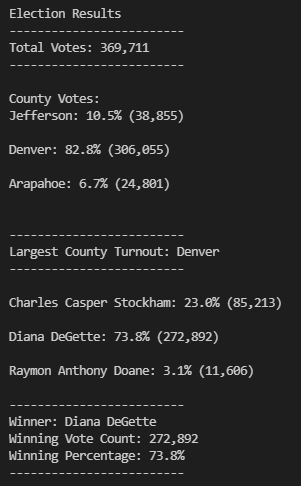 Election Results
-------------------------
Total Votes: 369,711
-------------------------
County Votes:
Jefferson: 10.5% (38,855)
Denver: 82.8% (306,055)
Arapahoe: 6.7% (24,801)
-------------------------
Largest County Turnout: Denver
-------------------------
Charles Casper Stockham: 23.0% (85,213)
Diana DeGette: 73.8% (272,892)
Raymon Anthony Doane: 3.1% (11,606)
-------------------------
Winner: Diana DeGette
Winning Vote Count: 272,892
Winning Percentage: 73.8%
-------------------------